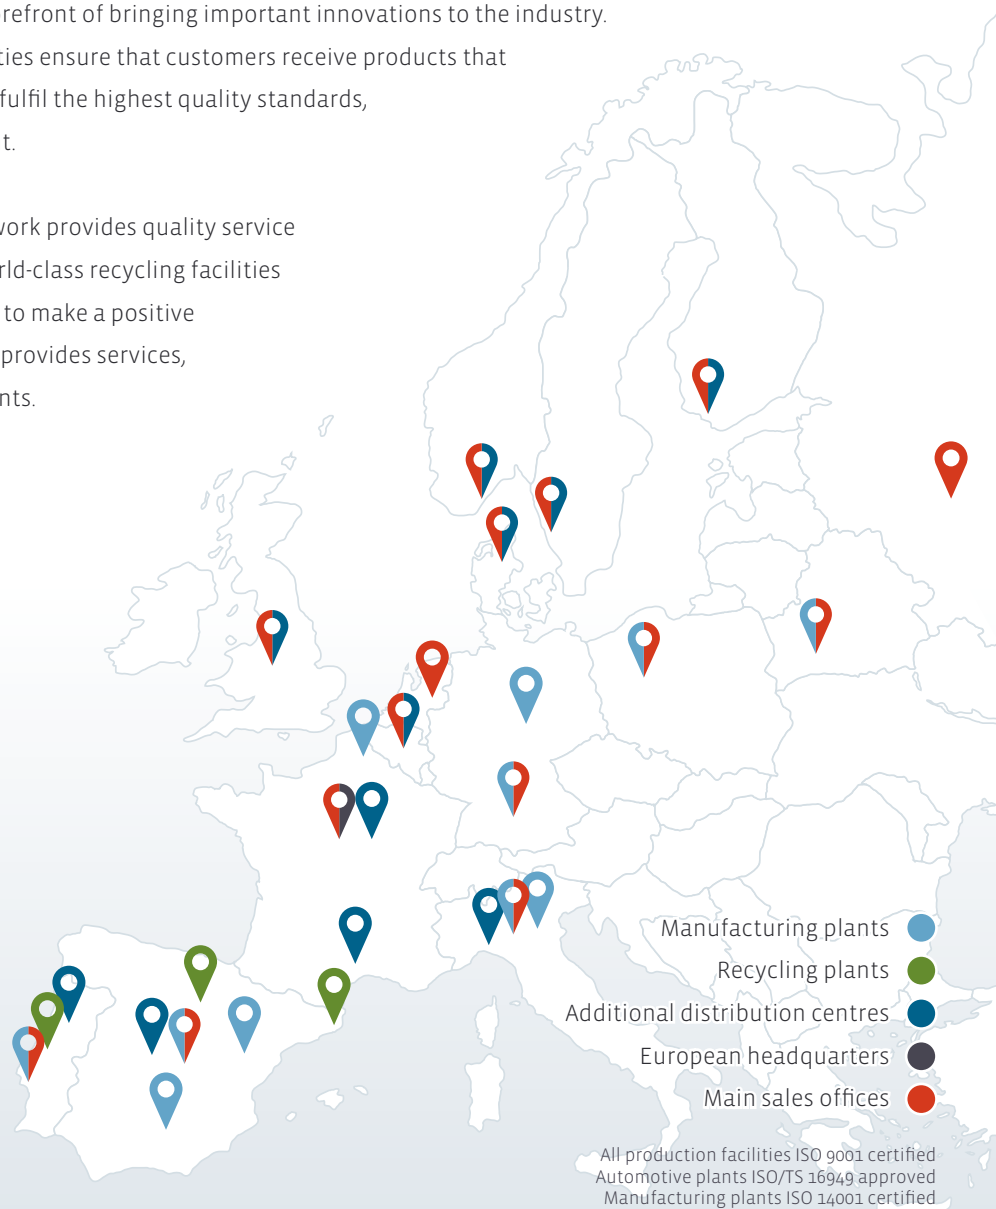 refront of bringing important innovations to the industry.
ties ensure that customers receive products that
fulfil the highest quality standards,
t.
work provides quality service
rld-class recycling facilities
to make a positive
provides services,
nts.
Manufacturing plants
Recycling plants
Additional distribution centres
European headquarters
Main sales offices
All production facilities ISO 9001 certified
Automotive plants ISO/TS 16949 approved
Manufacturing plants ISO 14001 certified